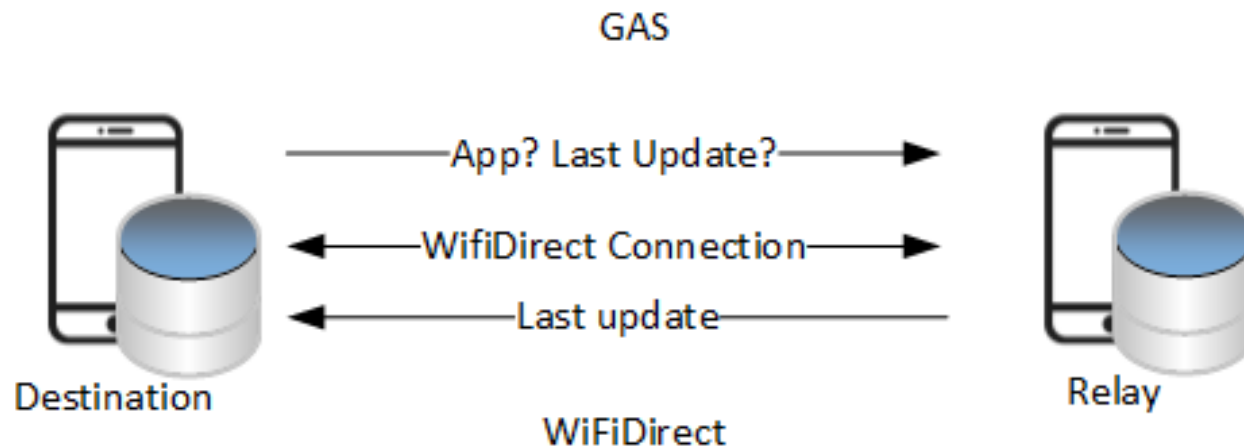 GAS
App? Last Update?
WifiDirect Connection
Last update
Destination
Relay
WiFiDirect